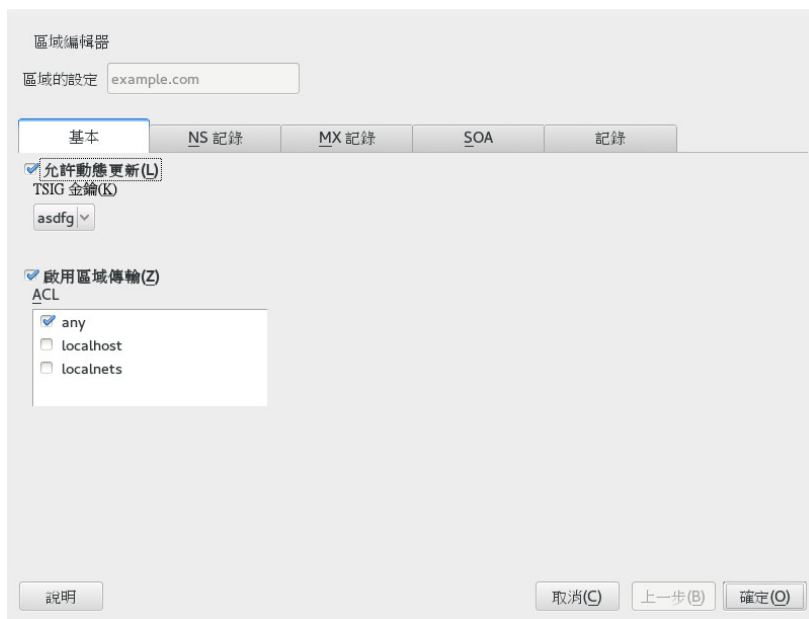 區域編輯器
區域的設定 example.com
基本 NS 記錄 MX 記錄 SOA 記錄
允許動態更新(L)
TSIG 金鑰(K)
asdfg
啟用區域傳輸(Z)
ACL
any
localhost
localnets
說明 取消(C) 上一步(B) 確定(O)